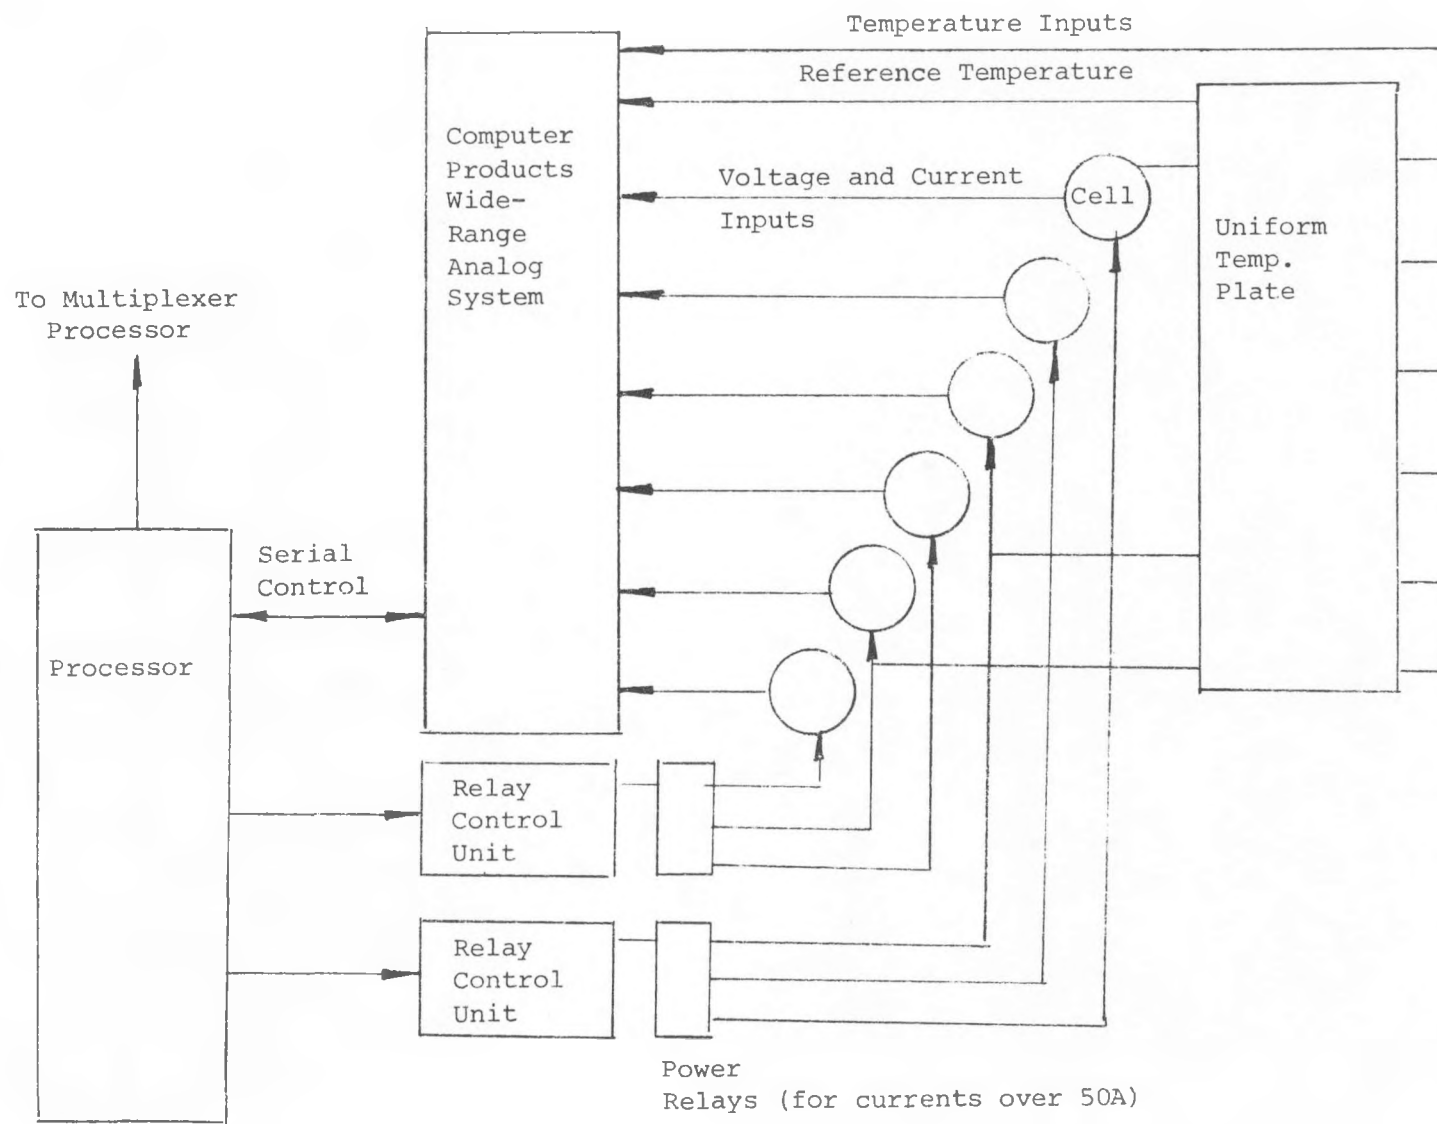 Temperature Inputs
Reference Temperature
Computer
Products
Wide-
Range
Analog
System
Voltage and Current
Inputs
Cell
Uniform
Temp.
Plate
To Multiplexer
Processor
Serial
Control
Processor
Relay
Control
Unit
Relay
Control
Unit
Power
Relays (for currents over 50A)